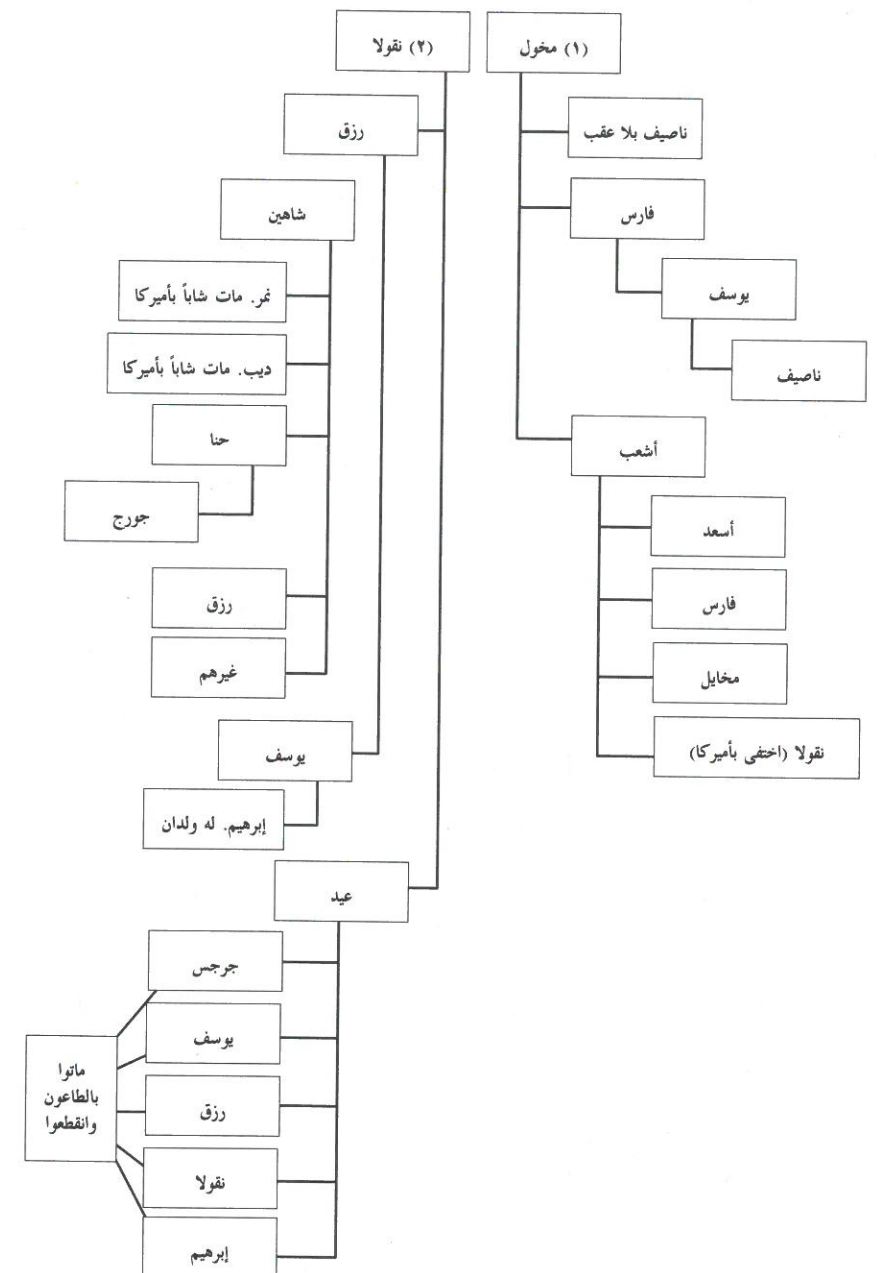 (١) مخول
ناصيف بلا عقب
فارس
يوسف
ناصيف
أشعب
أسعد
فارس
مخايل
نقولا (اختفى بأميركا)
(٢) نقولا
رزق
شاهين
نمر. مات شاباً بأميركا
ديب. مات شاباً بأميركا
حنا
جورج
رزق
غيرهم
يوسف
إبرهيم. له ولدان
عيد
جرجس
يوسف
رزق
نقولا
إبرهيم
ماتوا
بالطاعون
وانقطعوا